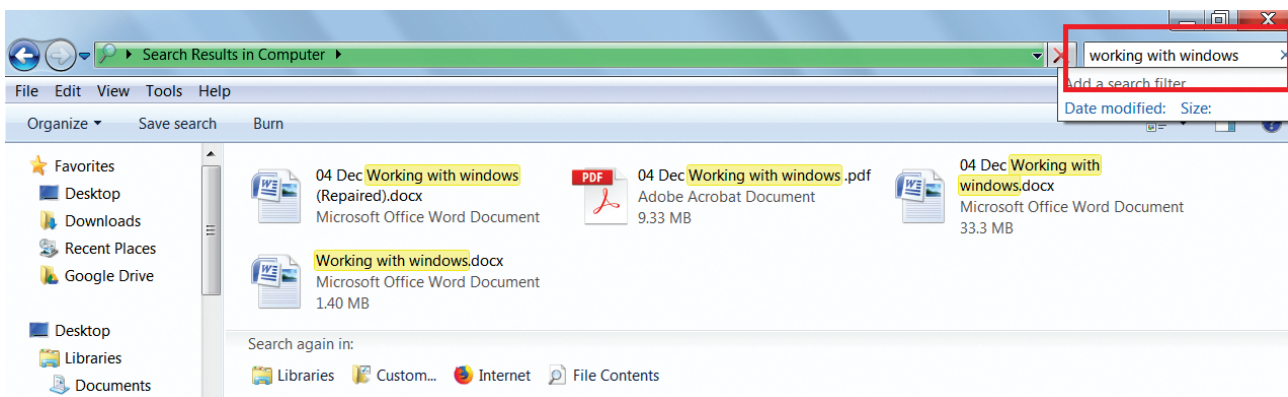 Search Results in Computer
working with windows
Add a search filter
Date modified: Size:
File Edit View Tools Help
Organize Save search Burn
Favorites
Desktop
Downloads
Recent Places
Google Drive
Desktop
Libraries
Documents
04 Dec Working with windows
(Repaired).docx
Microsoft Office Word Document
PDF
04 Dec Working with windows .pdf
Adobe Acrobat Document
9.33 MB
04 Dec Working with
windows.docx
Microsoft Office Word Document
33.3 MB
Working with windows.docx
Microsoft Office Word Document
1.40 MB
Search again in:
Libraries Custom... Internet File Contents